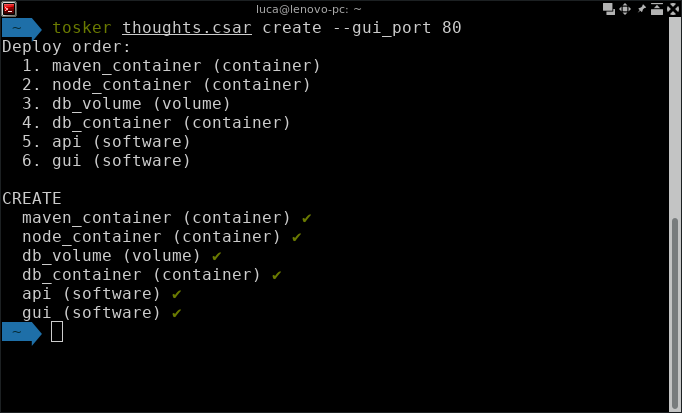 luca@lenovo-pc: ~
~ tosker thoughts.csar create --gui_port 80
Deploy order:
1. maven_container (container)
2. node_container (container)
3. db_volume (volume)
4. db_container (container)
5. api (software)
6. gui (software)
CREATE
maven_container (container) ✔
node_container (container) ✔
db_volume (volume) ✔
db_container (container) ✔
api (software) ✔
gui (software) ✔
~